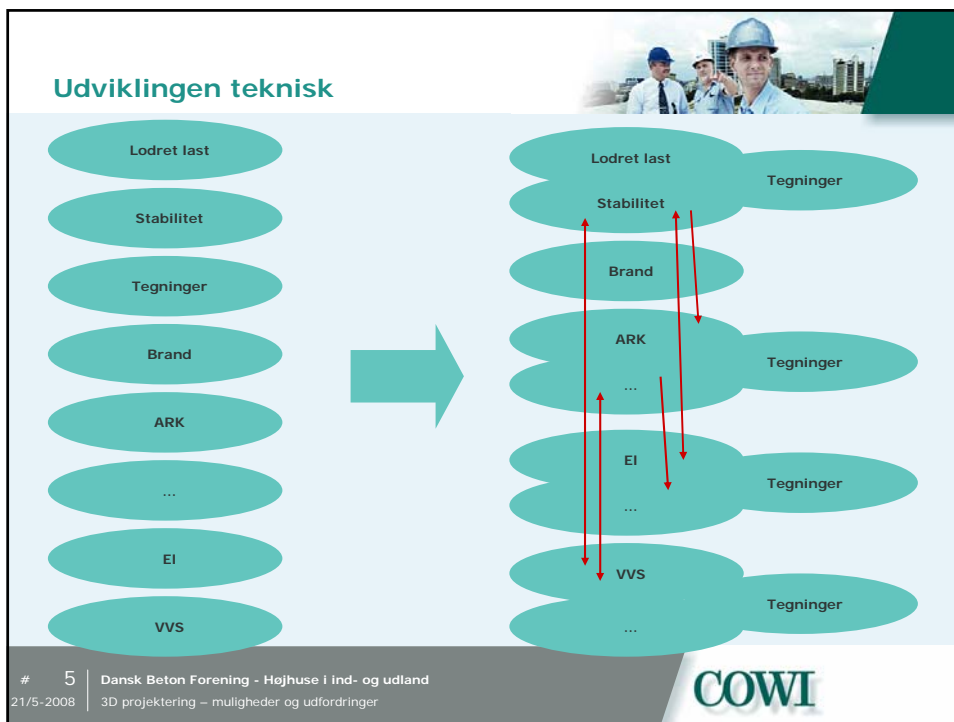 Udviklingen teknisk
Lodret last
Stabilitet
Tegninger
Brand
ARK
...
El
VVS
Lodret last
Stabilitet
Tegninger
Brand
ARK
...
Tegninger
El
...
Tegninger
VVS
...
Tegninger
# 5 Dansk Beton Forening - Højhuse i ind- og udland
21/5-2008 3D projektering – muligheder og udfordringer
COWI